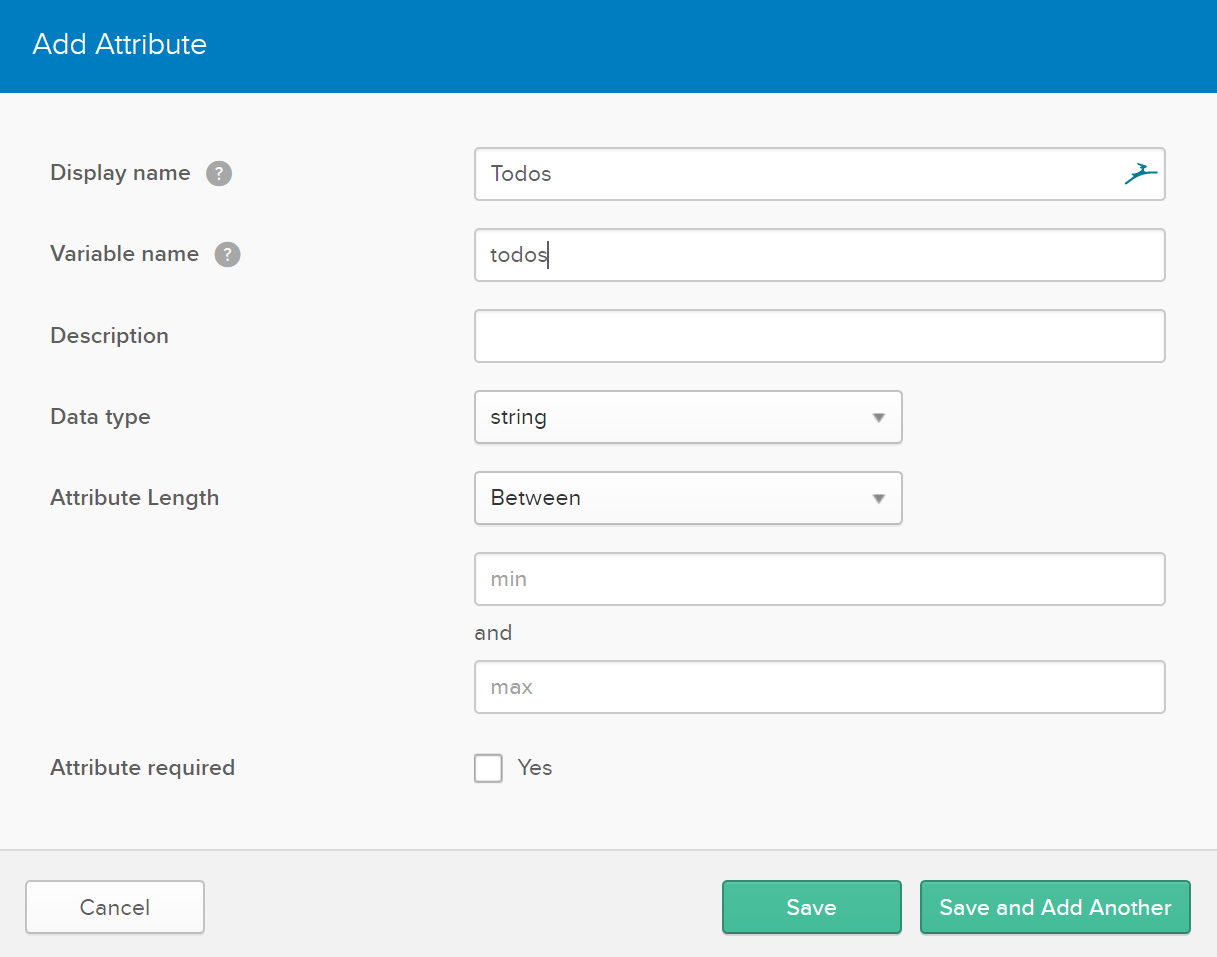 Add Attribute
Display name ?
Todos
Variable name ?
todos
Description
Data type
string
Attribute Length
Between
min
and
max
Attribute required
Yes
Cancel
Save
Save and Add Another